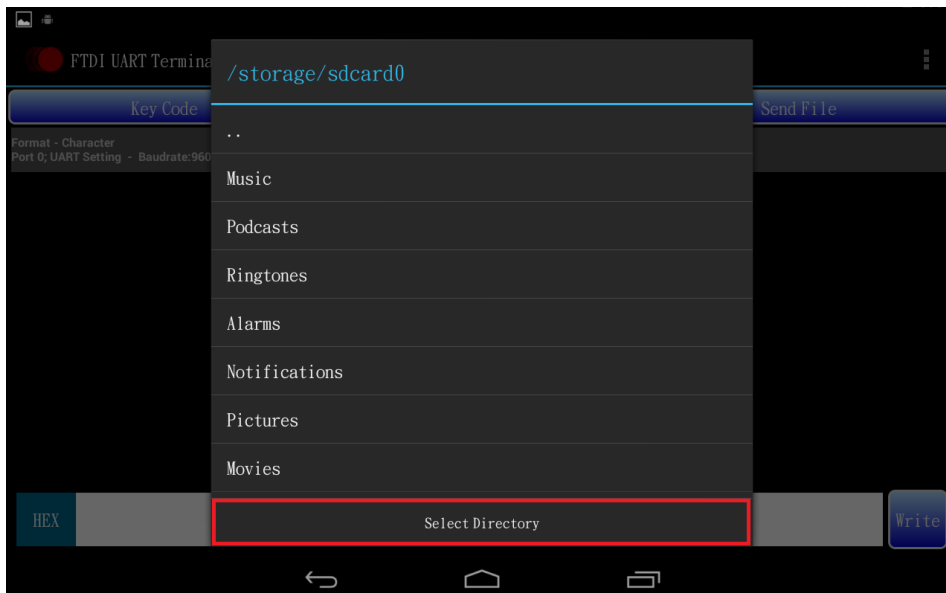 FTDI UART Termina
/storage/sdcard0
Key Code
Send File
Format - Character
Port 0; UART Setting - Baudrate:960
..
Music
Podcasts
Ringtones
Alarms
Notifications
Pictures
Movies
HEX
Select Directory
Write